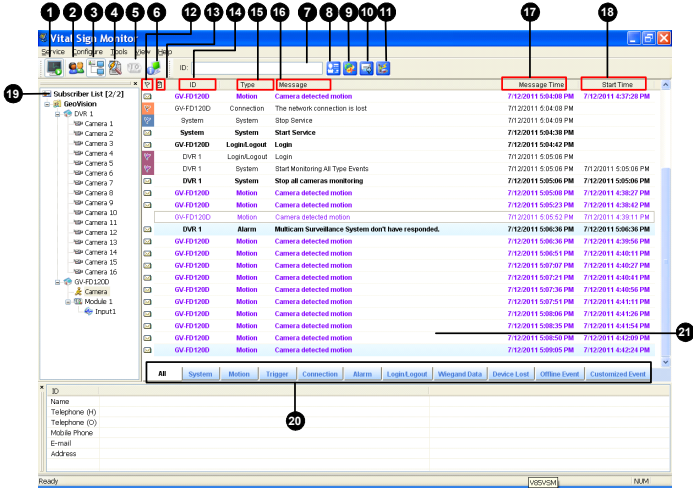 12 13 14 15 16 17 18
1 2 3 4 5 6 7 8 9 10 11
Vital Sign Monitor
Service Configure Tools View Help
ID:
ID Type Message Message Time Start Time
19
Subscriber List [2/2]
GeoVision
DVR 1
Camera 1
Camera 2
Camera 3
Camera 4
Camera 5
Camera 6
Camera 7
Camera 8
Camera 9
Camera 10
Camera 11
Camera 12
Camera 13
Camera 14
Camera 15
Camera 16
GV-FD120D
Camera
Module 1
Input1
GV-FD120D Motion Camera detected motion 7/12/2011 5:04:08 PM 7/12/2011 4:37:28 PM
GV-FD120D Connection The network connection is lost 7/12/2011 5:04:08 PM
System System Stop Service 7/12/2011 5:04:09 PM
System System Start Service 7/12/2011 5:04:38 PM
GV-FD120D Login/Logout Login 7/12/2011 5:04:42 PM
DVR 1 Login/Logout Login 7/12/2011 5:05:06 PM
DVR 1 System Start Monitoring All Type Events 7/12/2011 5:05:06 PM 7/12/2011 5:05:06 PM
DVR 1 System Stop all cameras monitoring 7/12/2011 5:05:06 PM 7/12/2011 5:05:06 PM
GV-FD120D Motion Camera detected motion 7/12/2011 5:05:08 PM 7/12/2011 4:38:27 PM
GV-FD120D Motion Camera detected motion 7/12/2011 5:05:23 PM 7/12/2011 4:38:42 PM
GV-FD120D Motion Camera detected motion 7/12/2011 5:05:52 PM 7/12/2011 4:39:11 PM
DVR 1 Alarm Multicam Surveillance System don't have responded. 7/12/2011 5:06:36 PM 7/12/2011 5:06:36 PM
GV-FD120D Motion Camera detected motion 7/12/2011 5:06:36 PM 7/12/2011 4:39:56 PM
GV-FD120D Motion Camera detected motion 7/12/2011 5:06:51 PM 7/12/2011 4:40:11 PM
GV-FD120D Motion Camera detected motion 7/12/2011 5:07:07 PM 7/12/2011 4:40:27 PM
GV-FD120D Motion Camera detected motion 7/12/2011 5:07:21 PM 7/12/2011 4:40:41 PM
GV-FD120D Motion Camera detected motion 7/12/2011 5:07:36 PM 7/12/2011 4:40:56 PM
GV-FD120D Motion Camera detected motion 7/12/2011 5:07:51 PM 7/12/2011 4:41:11 PM
GV-FD120D Motion Camera detected motion 7/12/2011 5:08:06 PM 7/12/2011 4:41:26 PM
GV-FD120D Motion Camera detected motion 7/12/2011 5:08:35 PM 7/12/2011 4:41:54 PM
GV-FD120D Motion Camera detected motion 7/12/2011 5:08:50 PM 7/12/2011 4:42:09 PM
GV-FD120D Motion Camera detected motion 7/12/2011 5:09:05 PM 7/12/2011 4:42:24 PM
21
All System Motion Trigger Connection Alarm Login/Logout Wiegand Data Device Lost Offline Event Customized Event
20
ID
Name
Telephone (H)
Telephone (O)
Mobile Phone
E-mail
Address
Ready V85VSM NUM